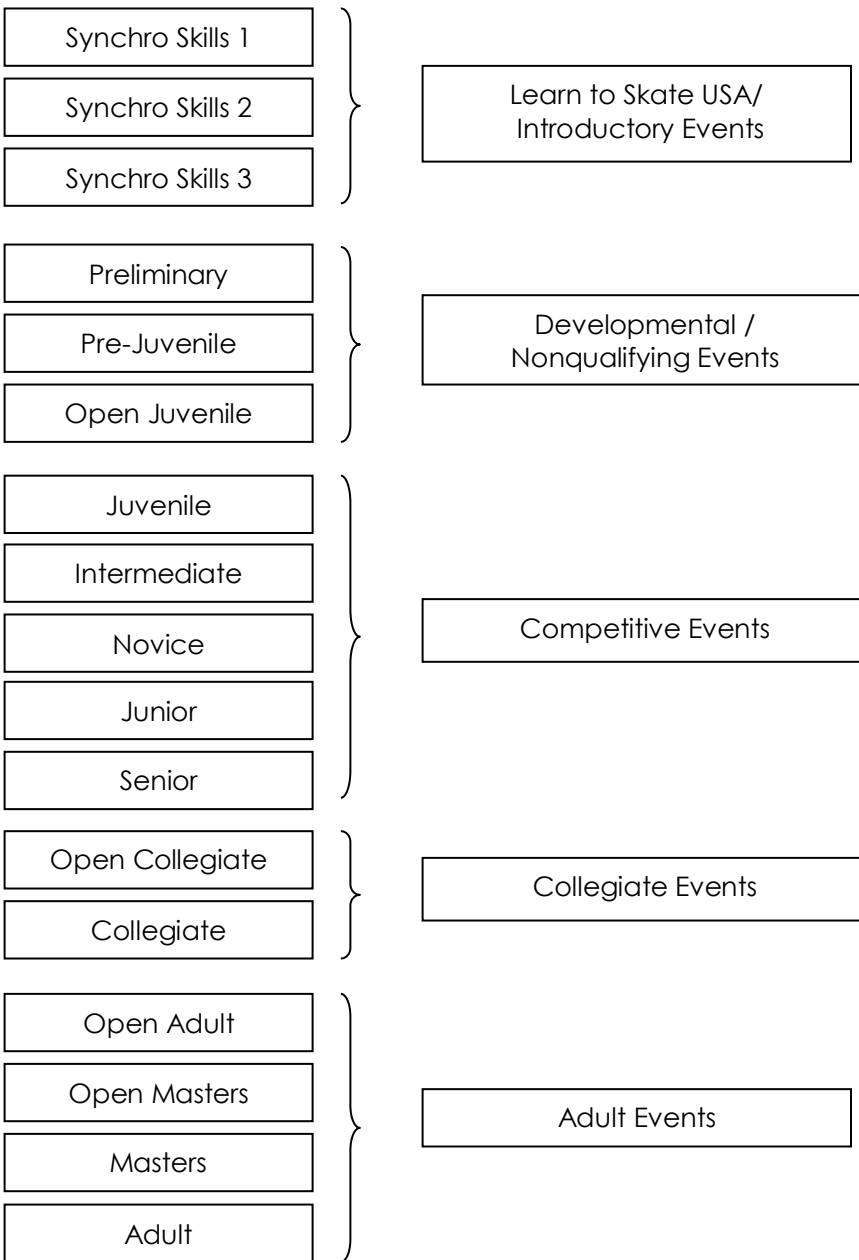 Synchro Skills 1
Synchro Skills 2
Synchro Skills 3
Learn to Skate USA/
Introductory Events
Preliminary
Pre-Juvenile
Open Juvenile
Developmental /
Nonqualifying Events
Juvenile
Intermediate
Novice
Junior
Senior
Competitive Events
Open Collegiate
Collegiate
Collegiate Events
Open Adult
Open Masters
Masters
Adult
Adult Events